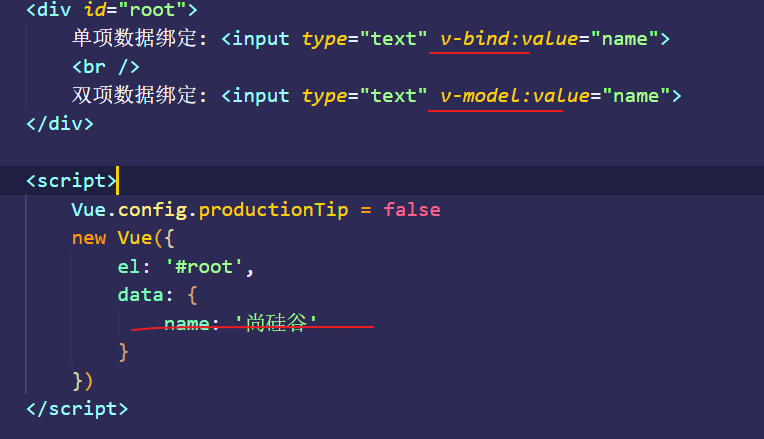 <div id="root">
单项数据绑定: <input type="text" v-bind:value="name">
<br />
双项数据绑定: <input type="text" v-model:value="name">
</div>
<script>
Vue.config.productionTip = false
new Vue({
el: '#root',
data: {
name: '尚硅谷'
}
})
</script>